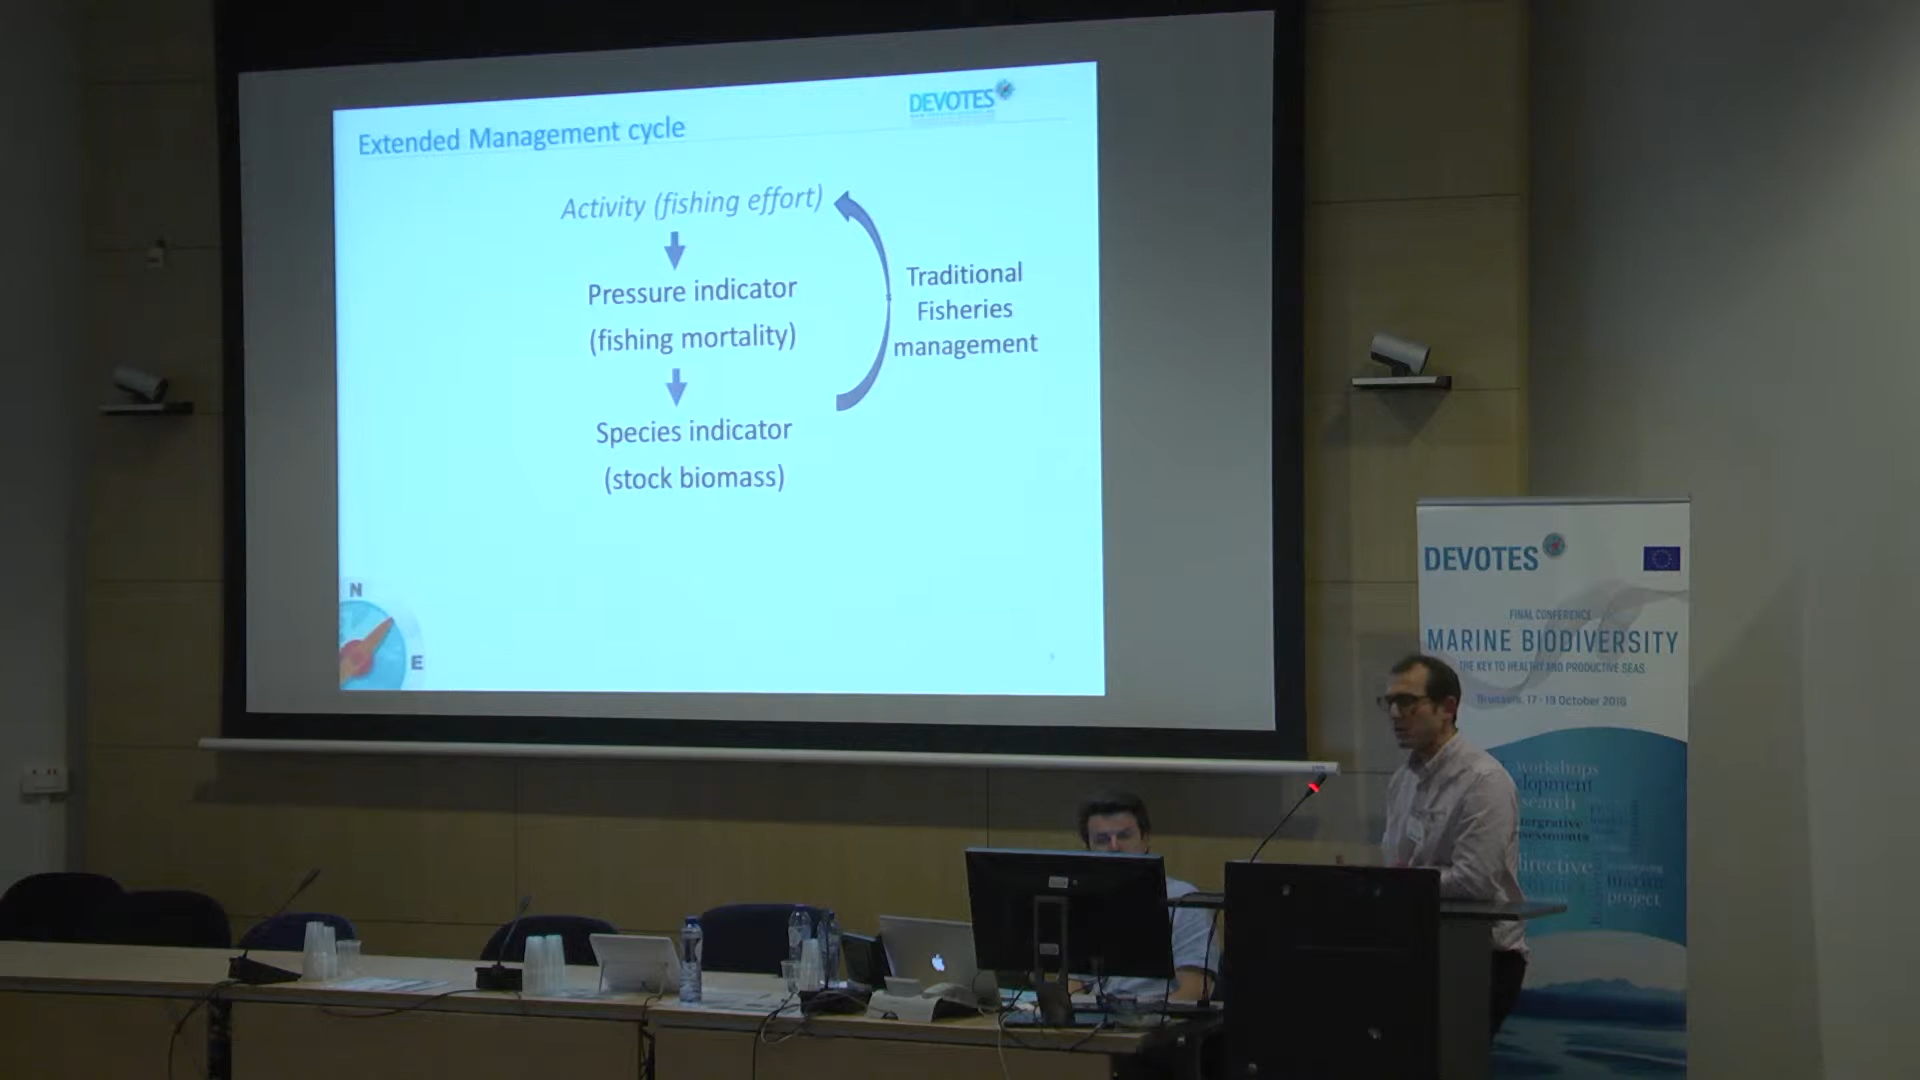 Extended Management cycle
DEVOTES
Activity (fishing effort)
Pressure indicator
(fishing mortality)
Species indicator
(stock biomass)
Traditional
Fisheries
management
N
E
DEVOTES
FINAL CONFERENCE
MARINE BIODIVERSITY
THE KEY TO HEALTHY AND PRODUCTIVE SEAS
Brussels, 17 - 19 October 2016
workshops
directive
project